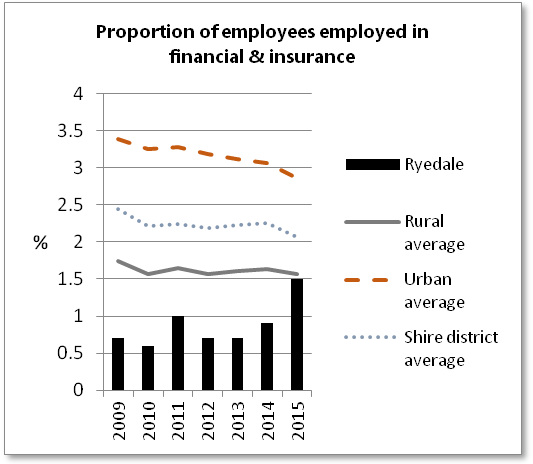 Proportion of employees employed in
financial & insurance
4
3.5
3
2.5
2
1.5
1
0.5
0
%
2009
2010
2011
2012
2013
2014
2015
Ryedale
Rural
average
Urban
average
Shire district
average